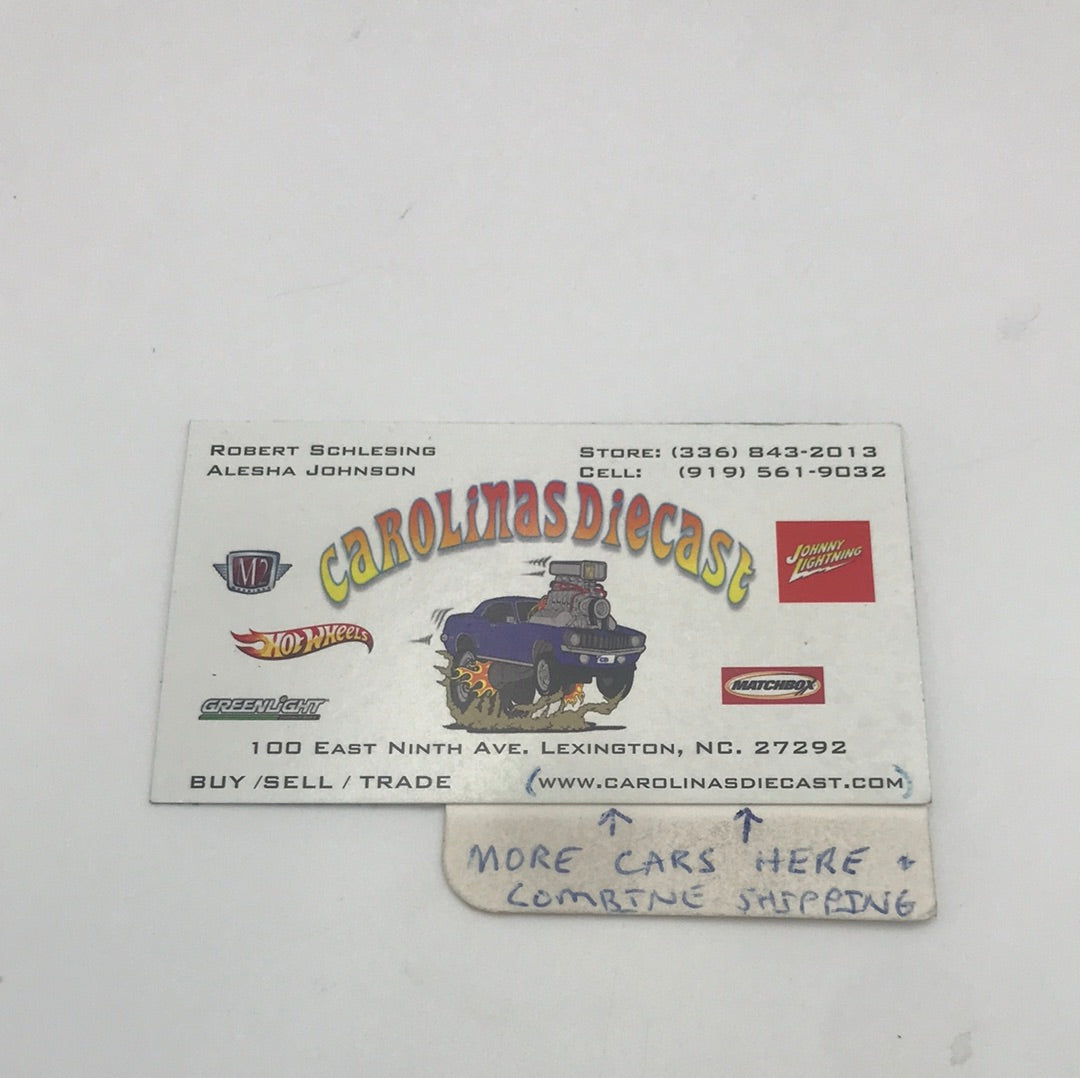 ROBERT SCHLESING
ALESHA JOHNSON
STORE: (336) 843-2013
CELL: (919) 561-9032
CAROLINAS DIECAST
M2
MACHINES
JOHNNY
LIGHTNING
HOT WHEELS
MATCHBOX
GREENLIGHT
CD
100 EAST NINTH AVE. LEXINGTON, NC. 27292
BUY /SELL / TRADE
(WWW.CAROLINASDIECAST.COM)
↑ ↑
MORE CARS HERE +
COMBINE SHIPPING